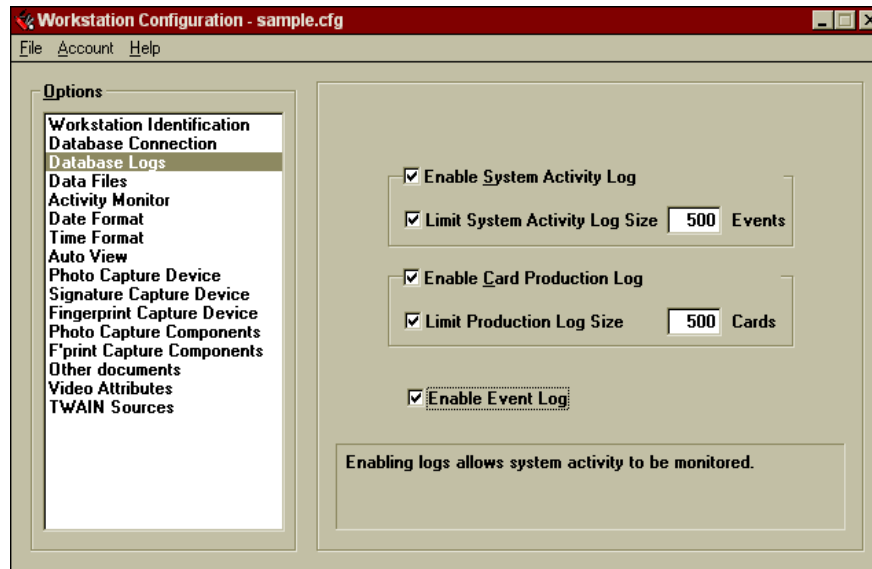 Workstation Configuration - sample.cfg
File Account Help
Options
Workstation Identification
Database Connection
Database Logs
Data Files
Activity Monitor
Date Format
Time Format
Auto View
Photo Capture Device
Signature Capture Device
Fingerprint Capture Device
Photo Capture Components
F'print Capture Components
Other documents
Video Attributes
TWAIN Sources
Enable System Activity Log
Limit System Activity Log Size 500 Events
Enable Card Production Log
Limit Production Log Size 500 Cards
Enable Event Log
Enabling logs allows system activity to be monitored.